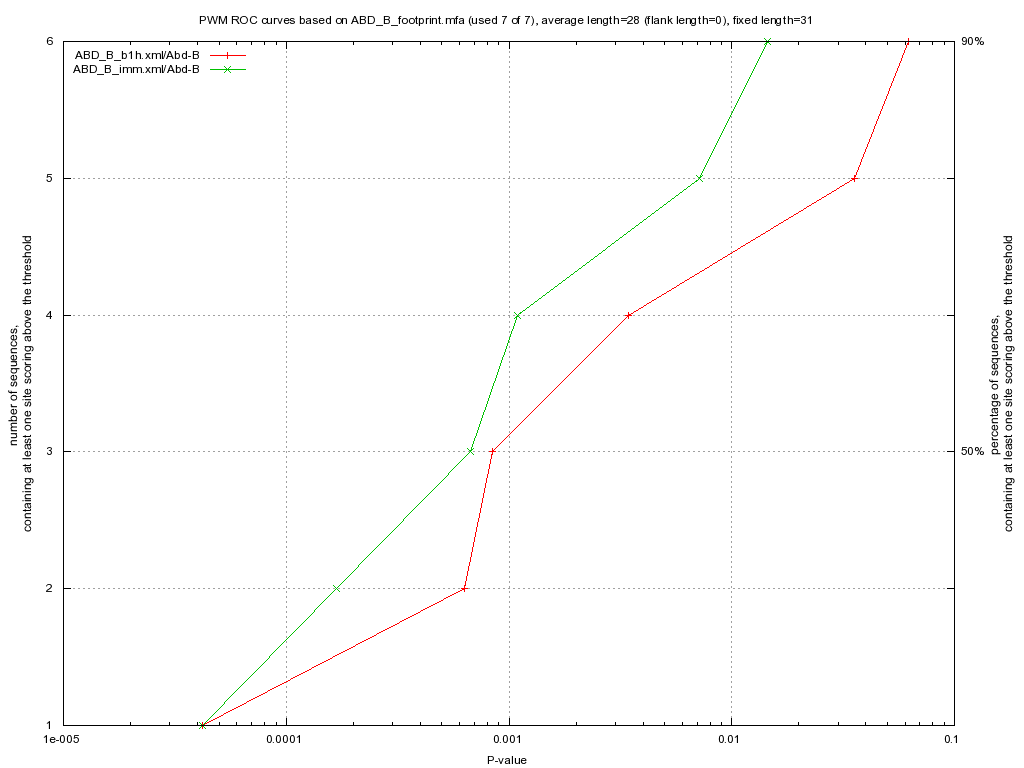 PWM ROC curves based on ABD_B_footprint.mfa (used 7 of 7), average length=28 (flank length=0), fixed length=31
ABD_B_b1h.xml/Abd-B
ABD_B_imm.xml/Abd-B
6
5
4
3
2
1
90%
50%
number of sequences,
containing at least one site scoring above the threshold
percentage of sequences,
containing at least one site scoring above the threshold
1e-005
0.0001
0.001
0.01
0.1
P-value